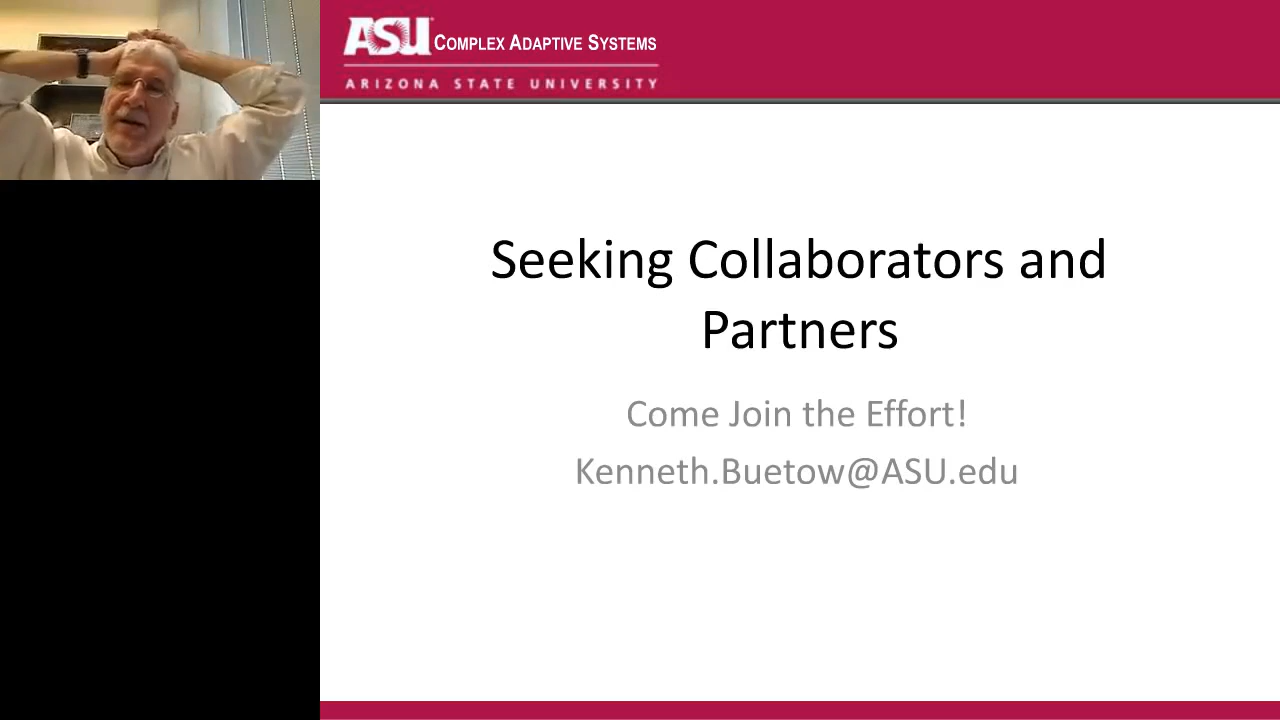 ASU COMPLEX ADAPTIVE SYSTEMS
ARIZONA STATE UNIVERSITY
Seeking Collaborators and
Partners
Come Join the Effort!
Kenneth.Buetow@ASU.edu